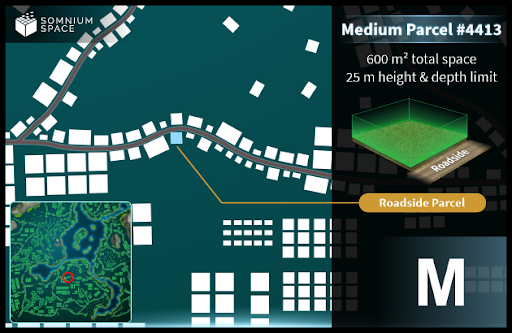 SOMNIUM
SPACE
Medium Parcel #4413
600 m² total space
25 m height & depth limit
Roadside
Roadside Parcel
M